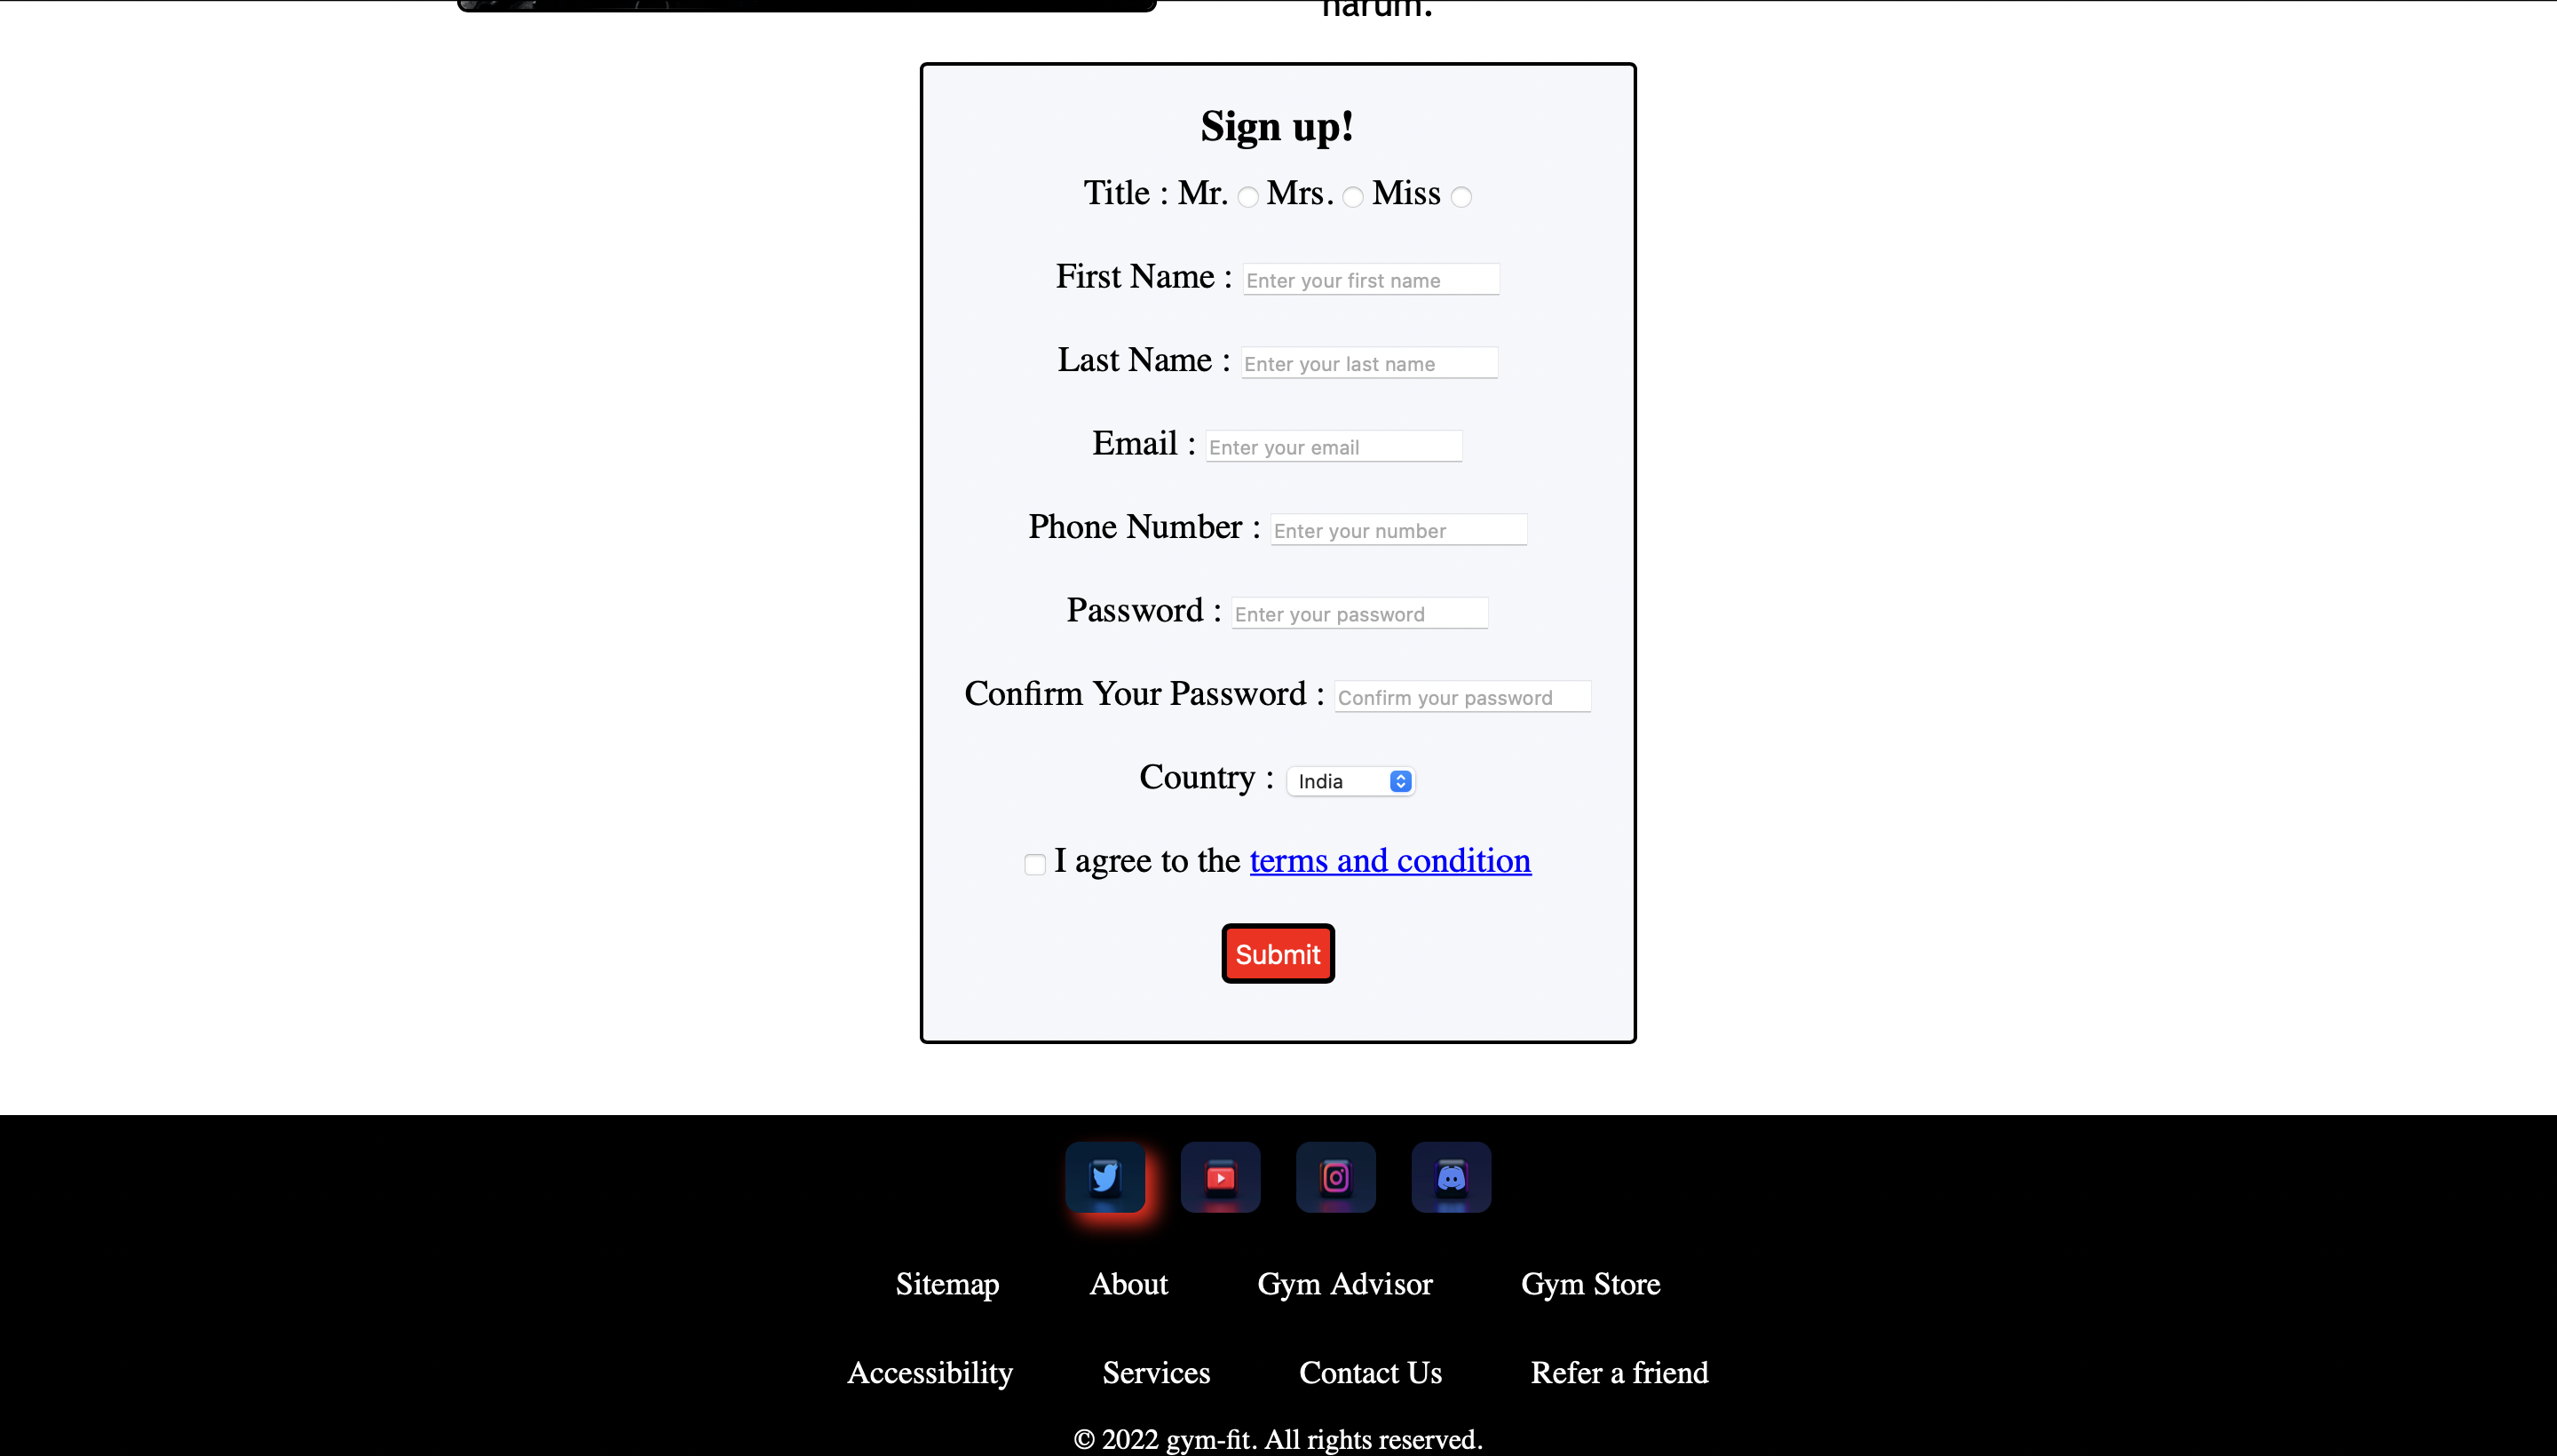 harum.
Sign up!
Title : Mr. Mrs. Miss
First Name : Enter your first name
Last Name : Enter your last name
Email : Enter your email
Phone Number : Enter your number
Password : Enter your password
Confirm Your Password : Confirm your password
Country : India
I agree to the terms and condition
Submit
Sitemap About Gym Advisor Gym Store
Accessibility Services Contact Us Refer a friend
© 2022 gym-fit. All rights reserved.